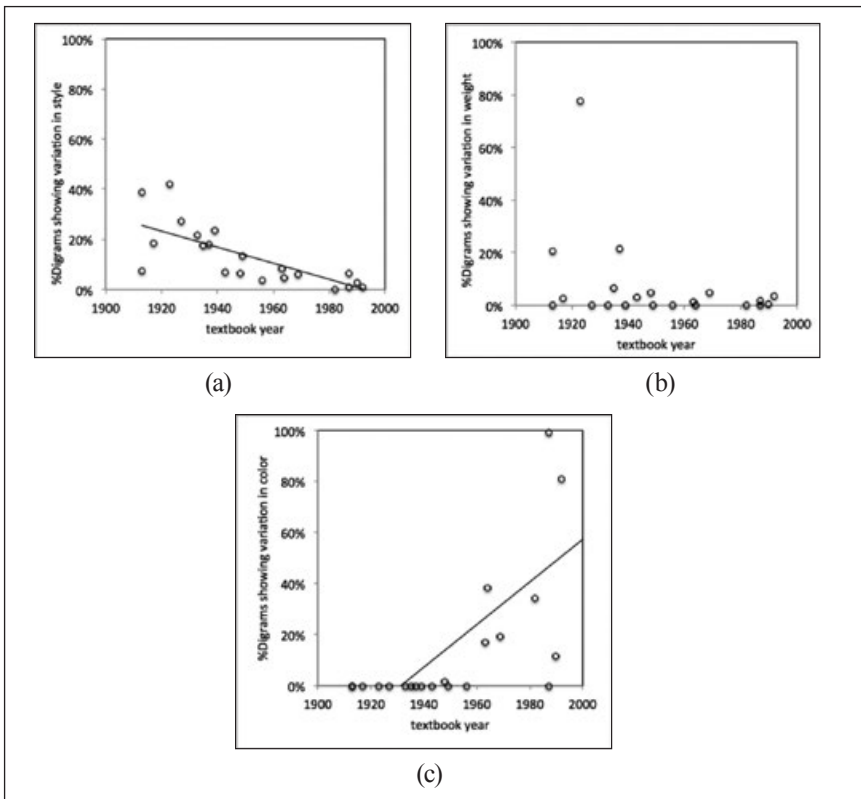 100%
80%
60%
40%
20%
0%
%Digrams showing variation in style
1900 1920 1940 1960 1980 2000
textbook year
(a)
100%
80%
60%
40%
20%
0%
%Digrams showing variation in weight
1900 1920 1940 1960 1980 2000
textbook year
(b)
100%
80%
60%
40%
20%
0%
%Digrams showing variation in color
1900 1920 1940 1960 1980 2000
textbook year
(c)